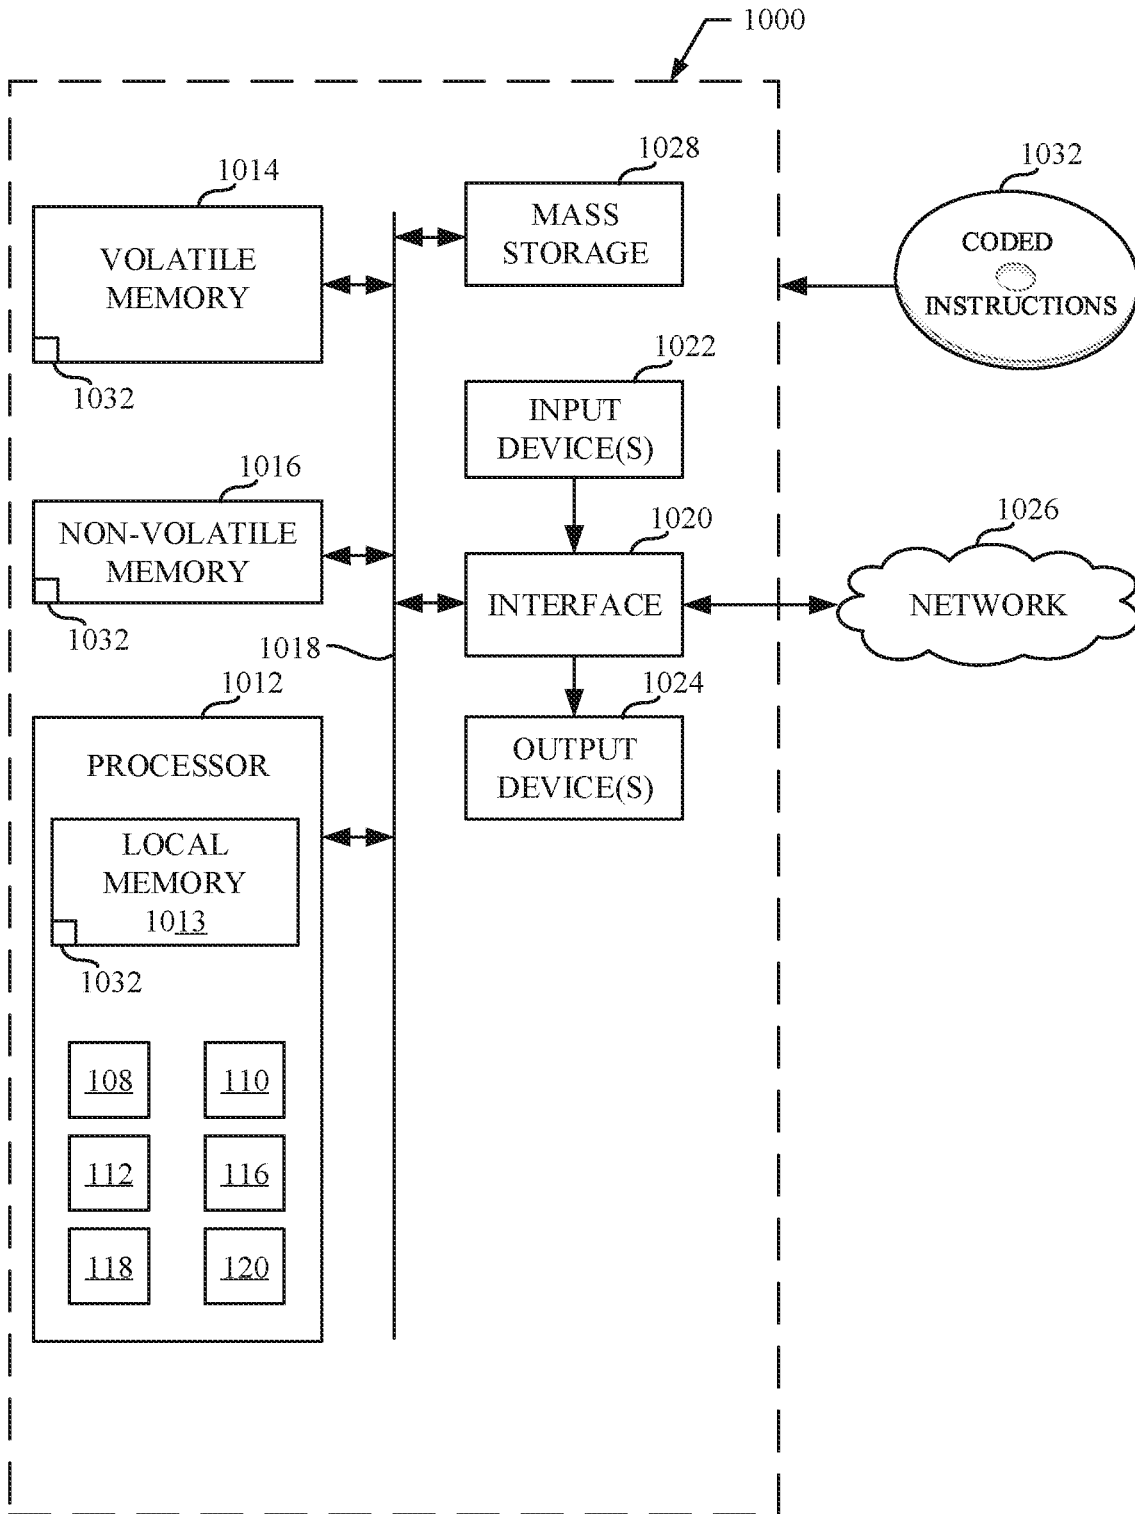 1000
1014
VOLATILE
MEMORY
1032
1028
MASS
STORAGE
1032
CODED
INSTRUCTIONS
1022
INPUT
DEVICE(S)
1016
NON-VOLATILE
MEMORY
1032
1020
INTERFACE
1026
NETWORK
1018
1012
PROCESSOR
LOCAL
MEMORY
1013
1032
1024
OUTPUT
DEVICE(S)
108
110
112
116
118
120